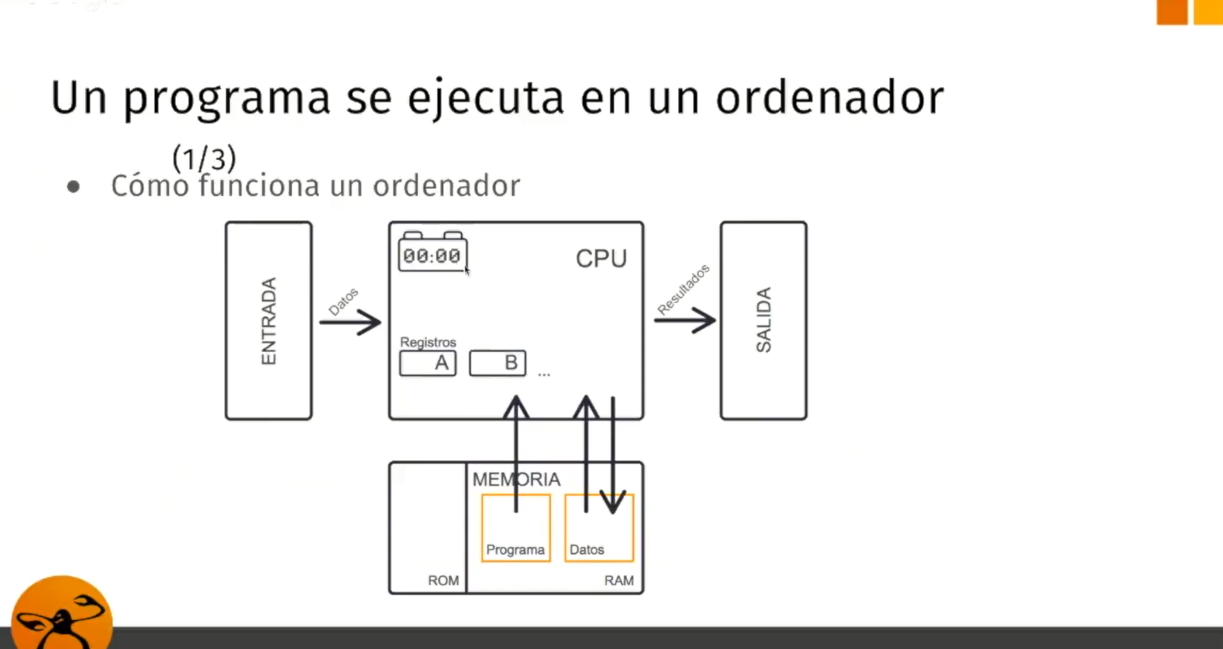 Un programa se ejecuta en un ordenador
(1/3)
Cómo funciona un ordenador
ENTRADA
Datos
00:00
CPU
Registros
A
B
...
Resultados
SALIDA
MEMORIA
Programa
Datos
ROM
RAM